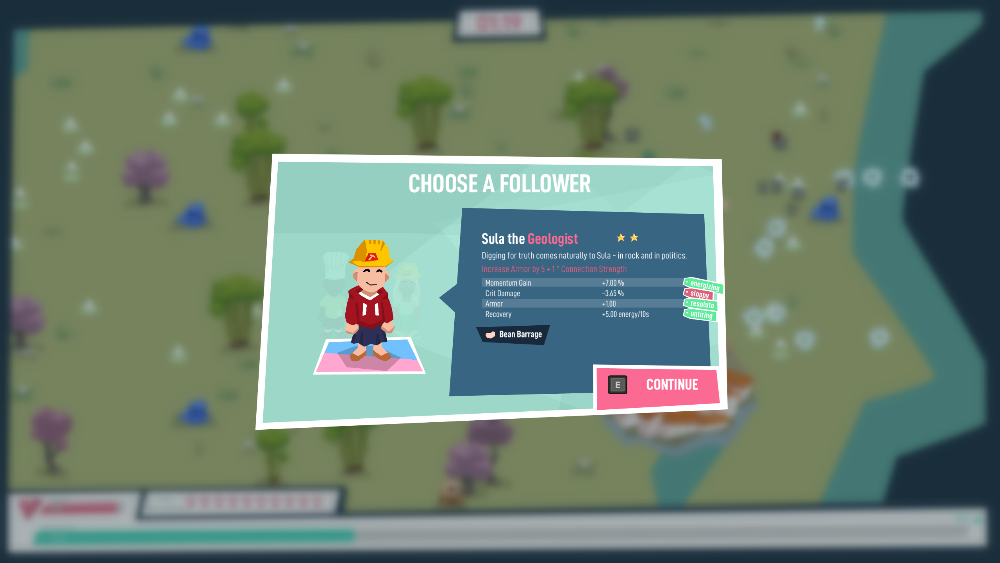 CHOOSE A FOLLOWER
Sula the Geologist
Digging for truth comes naturally to Sula - in rock and in politics.
Increase Armor by 5 + 1 * Connection Strength
Momentum Gain +7.00 % energizing
Crit Damage -3.65 % sloppy
Armor +1.00 resolute
Recovery +5.00 energy/10s untiring
Bean Barrage
E CONTINUE